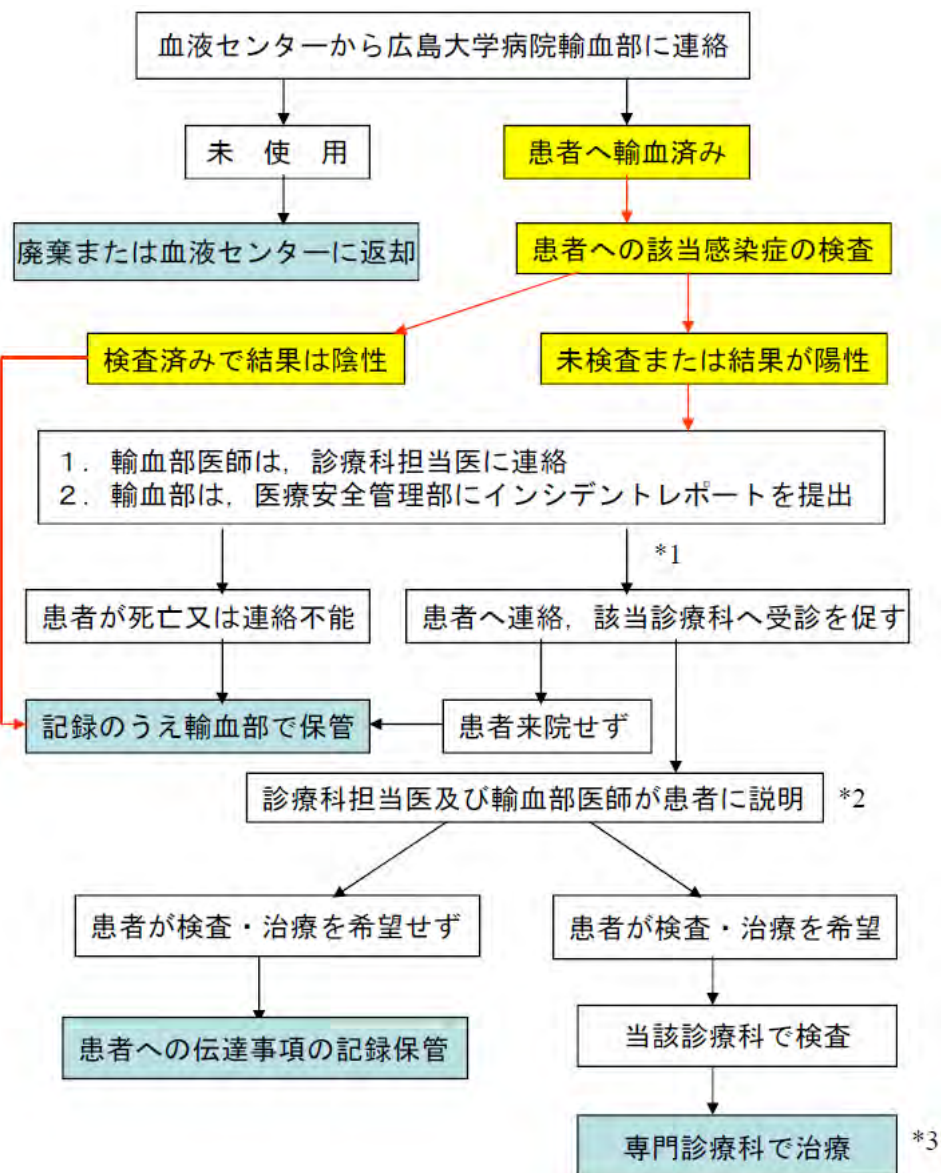 血液センターから広島大学病院輸血部に連絡
未　使　用
患者へ輸血済み
廃棄または血液センターに返却
患者への該当感染症の検査
検査済みで結果は陰性
未検査または結果が陽性
１．輸血部医師は，診療科担当医に連絡
２．輸血部は，医療安全管理部にインシデントレポートを提出
*1
患者が死亡又は連絡不能
患者へ連絡，該当診療科へ受診を促す
記録のうえ輸血部で保管
患者来院せず
診療科担当医及び輸血部医師が患者に説明
*2
患者が検査・治療を希望せず
患者が検査・治療を希望
患者への伝達事項の記録保管
当該診療科で検査
専門診療科で治療
*3